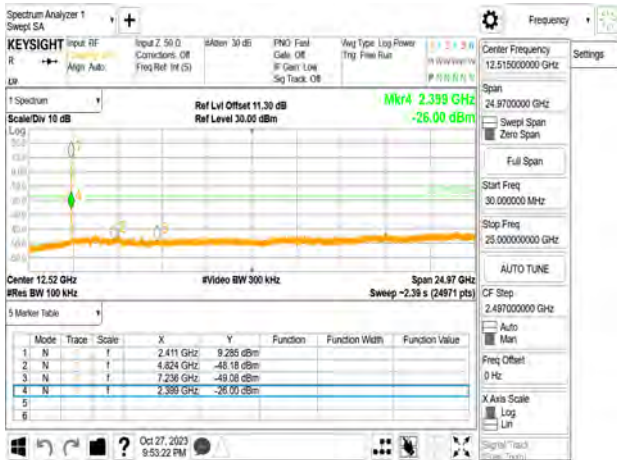 Spectrum Analyzer 1
Swept SA
+
Frequency
KEYSIGHT
Input: RF
Input Z: 50 Ω
#Atten: 30 dB
PNO: Fast
Avg Type: Log-Power
R
Corrections: Off
Gate: Off
Trig: Free Run
Align: Auto
Freq Ref: Int (S)
IF Gain: Low
Sig Track: Off
Settings
Center Frequency
12.515000000 GHz
Span
24.9700000 GHz
Swept Span
Zero Span
Full Span
Start Freq
30.000000 MHz
Stop Freq
25.000000000 GHz
AUTO TUNE
CF Step
2.497000000 GHz
Auto
Man
Freq Offset
0 Hz
X Axis Scale
Log
Lin
Signal Track
1 Spectrum
Ref Lvl Offset 11.30 dB
Mkr4 2.399 GHz
Scale/Div 10 dB
Ref Level 30.00 dBm
-26.00 dBm
Log
Center 12.52 GHz
#Video BW 300 kHz
Span 24.97 GHz
#Res BW 100 kHz
Sweep ~2.39 s (24971 pts)
5 Marker Table
Mode Trace Scale X Y Function Function Width Function Value
1 N f 2.411 GHz 9.285 dBm
2 N f 4.824 GHz -48.18 dBm
3 N f 7.236 GHz -49.08 dBm
4 N f 2.399 GHz -26.00 dBm
5
6
?
Oct 27, 2023
9:53:22 PM